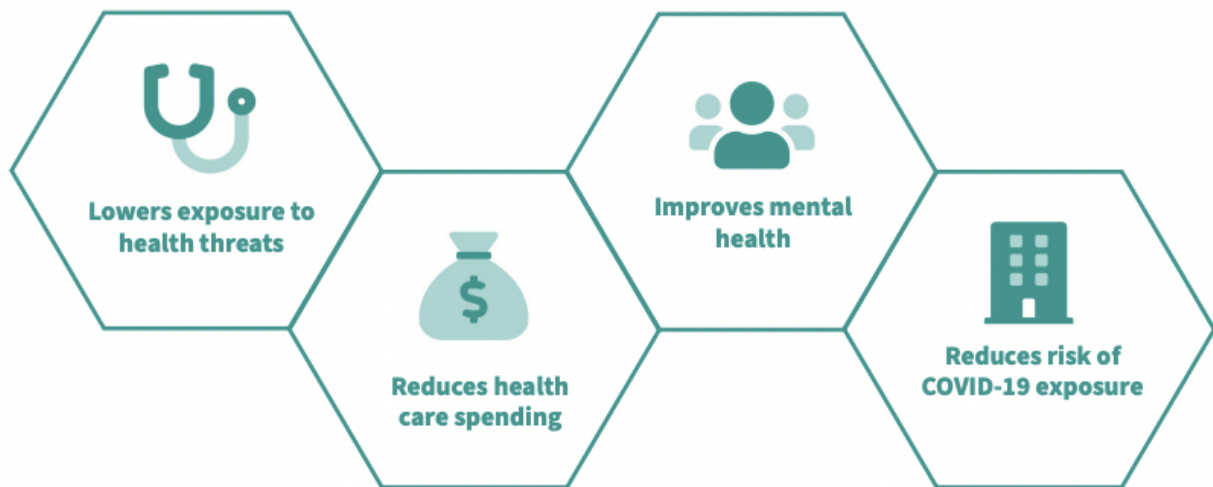 Lowers exposure to
health threats
$
Reduces health
care spending
Improves mental
health
Reduces risk of
COVID-19 exposure